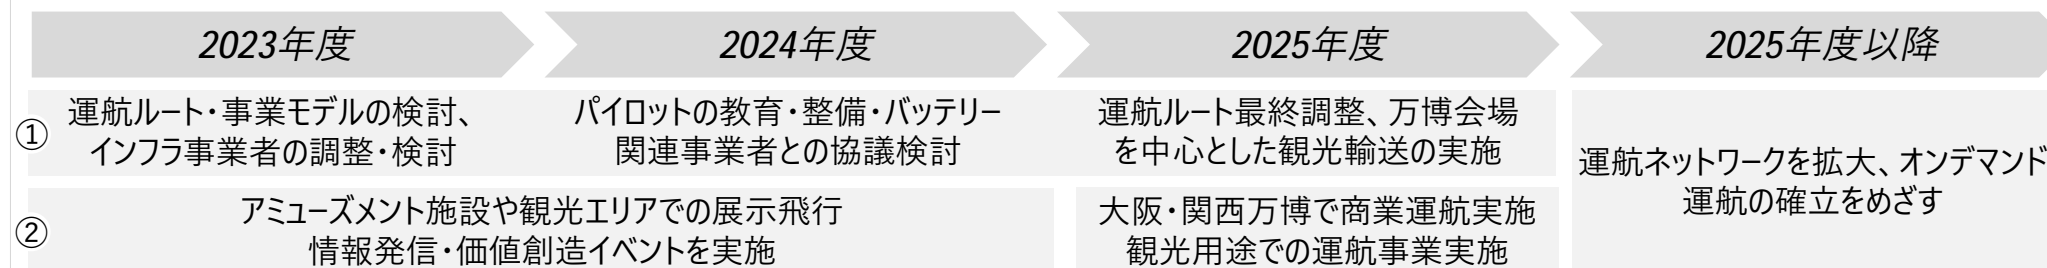 2023年度
2024年度
2025年度
2025年度以降
①
運航ルート・事業モデルの検討、
インフラ事業者の調整・検討
パイロットの教育・整備・バッテリー
関連事業者との協議検討
運航ルート最終調整、万博会場
を中心とした観光輸送の実施
運航ネットワークを拡大、オンデマンド
運航の確立をめざす
②
アミューズメント施設や観光エリアでの展示飛行
情報発信・価値創造イベントを実施
大阪・関西万博で商業運航実施
観光用途での運航事業実施